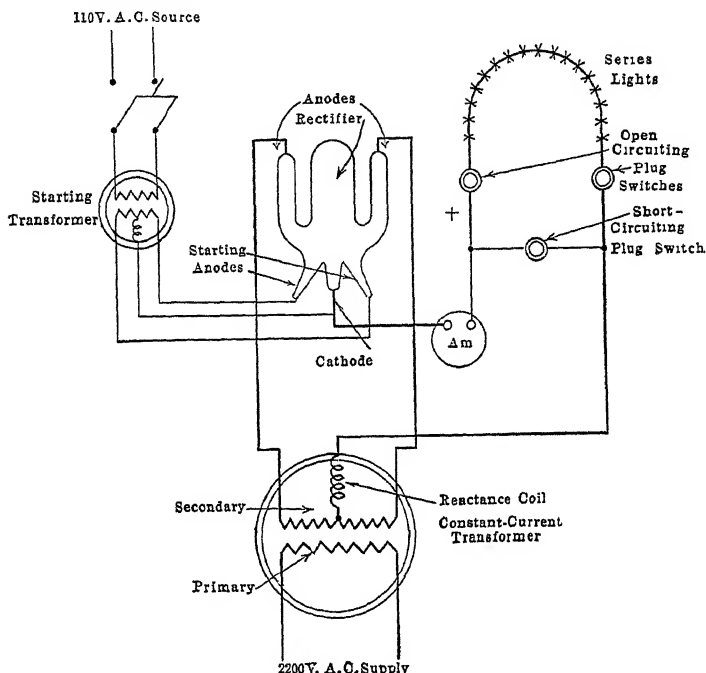 110V. A.C. Source
Series
Lights
Anodes
Rectifier
Open
Circuiting
Plug
Switches
Starting
Transformer
+
Short-
Circuiting
Plug Switch
Starting
Anodes
Am
Cathode
Secondary
Reactance Coil
Constant-Current
Transformer
Primary
2200V. A.C. Supply